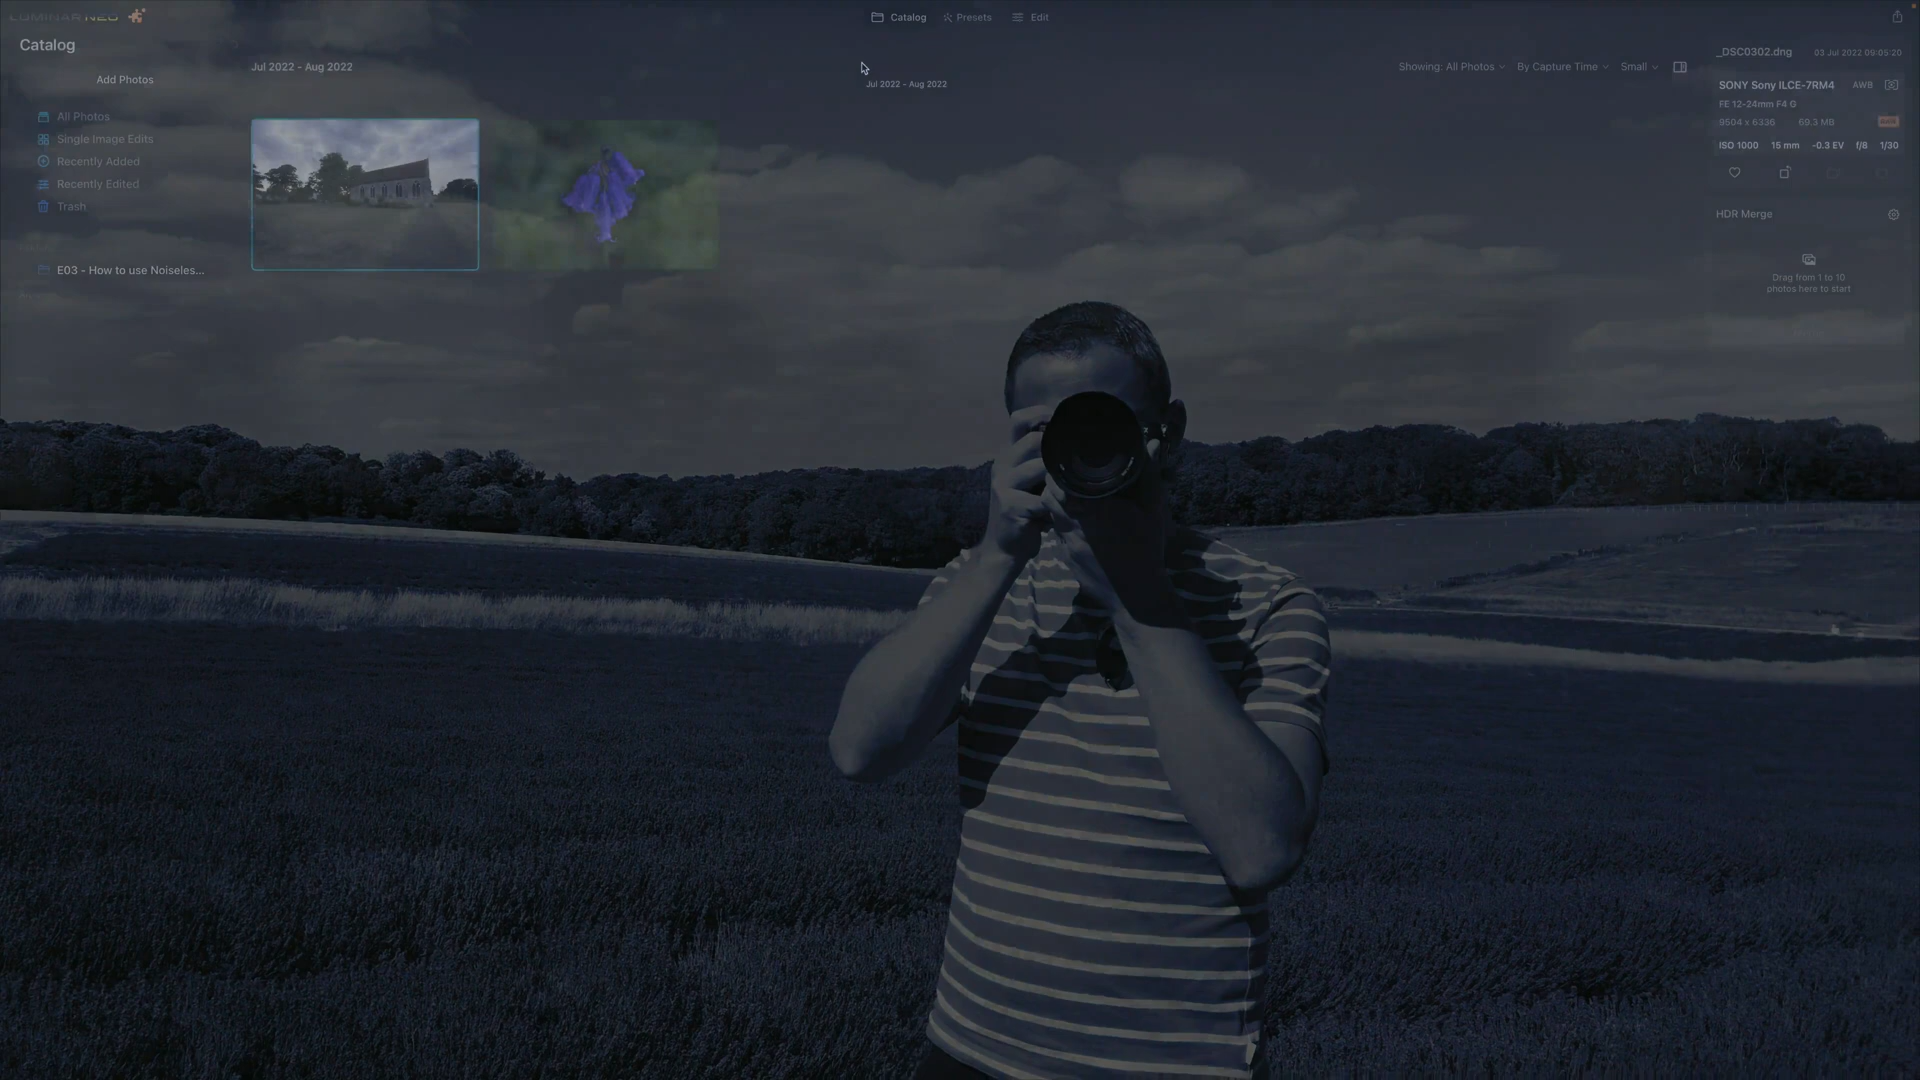 LUMINAR NEO
Catalog
Presets
Edit
Catalog
Add Photos
All Photos
Single Image Edits
Recently Added
Recently Edited
Trash
E03 - How to use Noiseles...
Jul 2022 - Aug 2022
Jul 2022 - Aug 2022
Showing: All Photos
By Capture Time
Small
_DSC0302.dng
03 Jul 2022 09:05:20
SONY Sony ILCE-7RM4
AWB
FE 12-24mm F4 G
9504 x 6336
69.3 MB
ISO 1000
15 mm
-0.3 EV
f/8
1/30
HDR Merge
Drag from 1 to 10
photos here to start